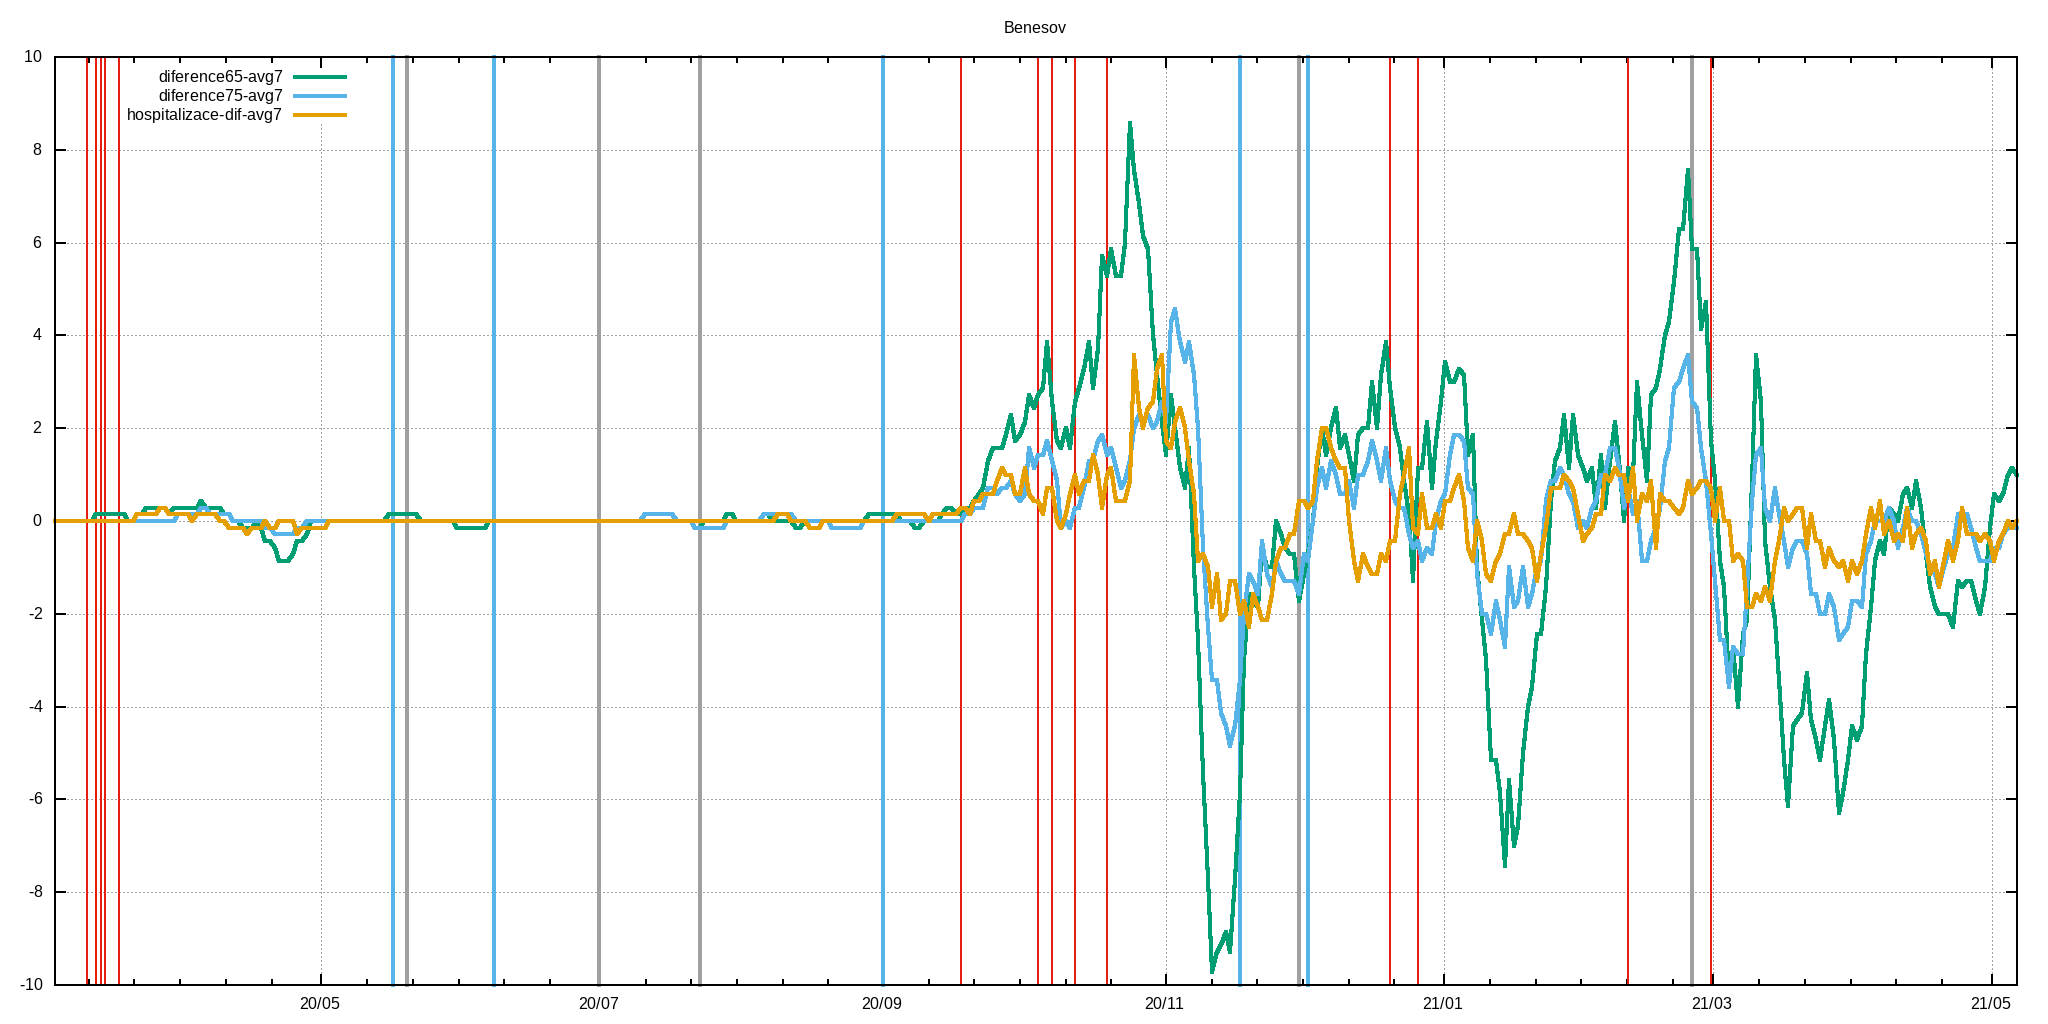 Benesov
10
diference65-avg7
diference75-avg7
hospitalizace-dif-avg7
8
6
4
2
0
-2
-4
-6
-8
-10
20/05 20/07 20/09 20/11 21/01 21/03 21/05